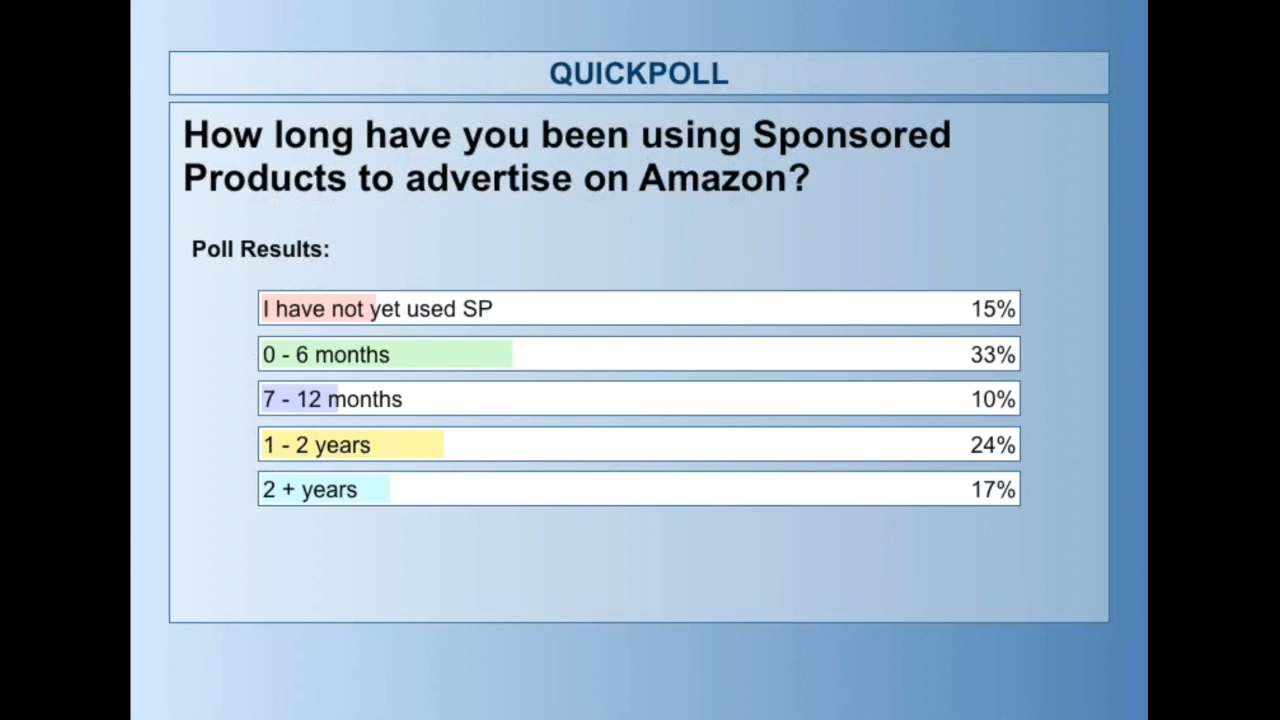 QUICKPOLL
How long have you been using Sponsored
Products to advertise on Amazon?
Poll Results:
I have not yet used SP 15%
0 - 6 months 33%
7 - 12 months 10%
1 - 2 years 24%
2 + years 17%